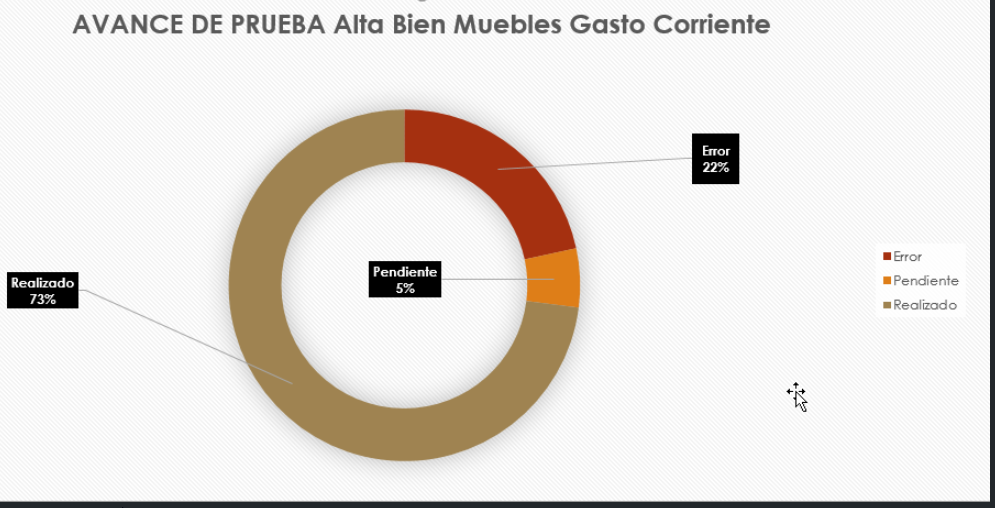 AVANCE DE PRUEBA Alta Bien Muebles Gasto Corriente
Error
22%
Pendiente
5%
Realizado
73%
Error
Pendiente
Realizado